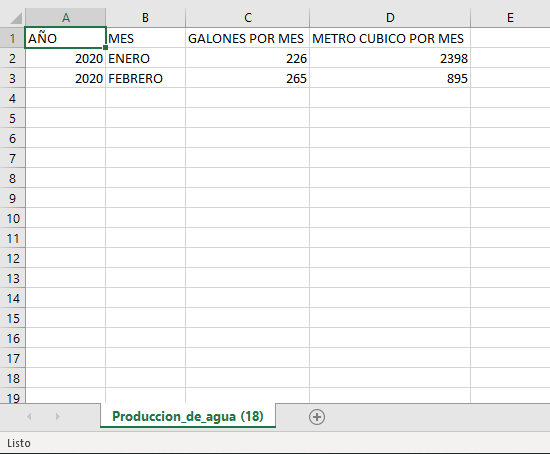 A B C D E
1 AÑO MES GALONES POR MES METRO CUBICO POR MES
2 2020 ENERO 226 2398
3 2020 FEBRERO 265 895
4
5
6
7
8
9
10
11
12
13
14
15
16
17
18
19
Produccion_de_agua (18)
Listo